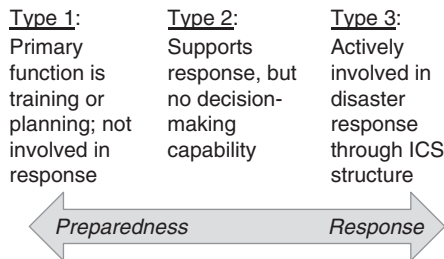 Type 1:
Primary
function is
training or
planning; not
involved in
response
Type 2:
Supports
response, but
no decision-
making
capability
Type 3:
Actively
involved in
disaster
response
through ICS
structure
Preparedness
Response